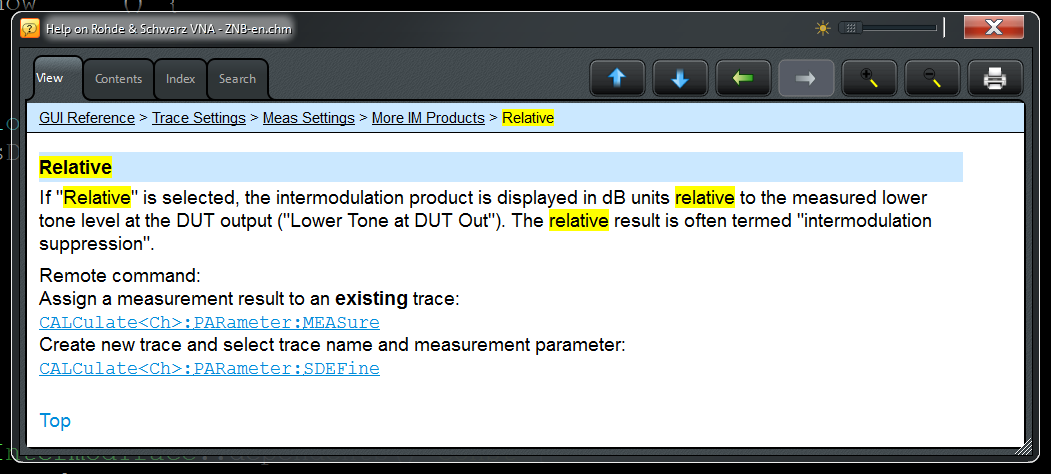 now () {
Help on Rohde & Schwarz VNA - ZNB-en.chm
View Contents Index Search
GUI Reference > Trace Settings > Meas Settings > More IM Products > Relative
Relative
If "Relative" is selected, the intermodulation product is displayed in dB units relative to the measured lower
tone level at the DUT output ("Lower Tone at DUT Out"). The relative result is often termed "intermodulation
suppression".
Remote command:
Assign a measurement result to an existing trace:
CALCulate<Ch>:PARameter:MEASure
Create new trace and select trace name and measurement parameter:
CALCulate<Ch>:PARameter:SDEFine
Top